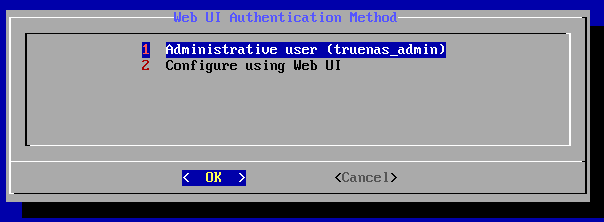 Web UI Authentication Method
1 Administrative user (truenas_admin)
2 Configure using Web UI
< OK > <Cancel>